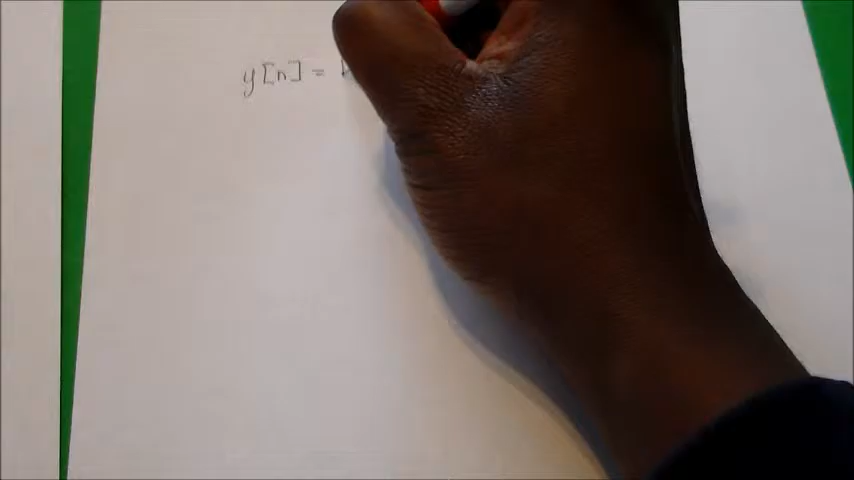 y[n] =